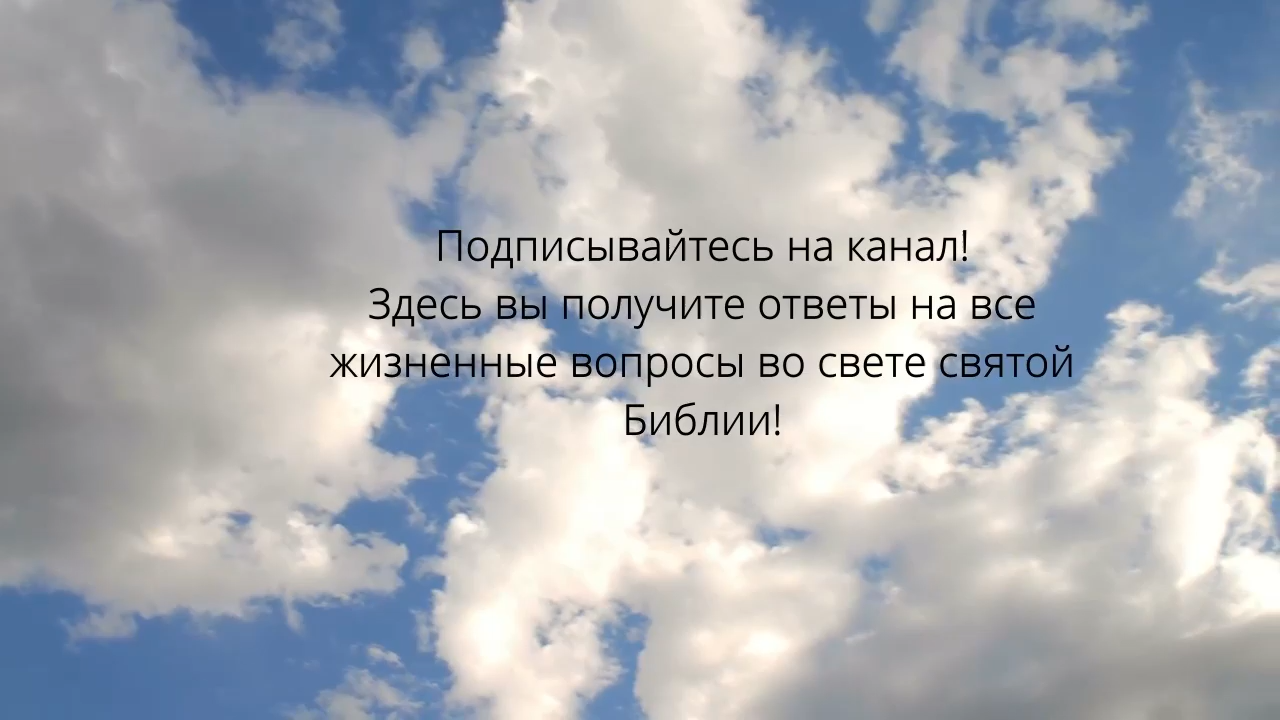 Подписывайтесь на канал!
Здесь вы получите ответы на все
жизненные вопросы во свете святой
Библии!